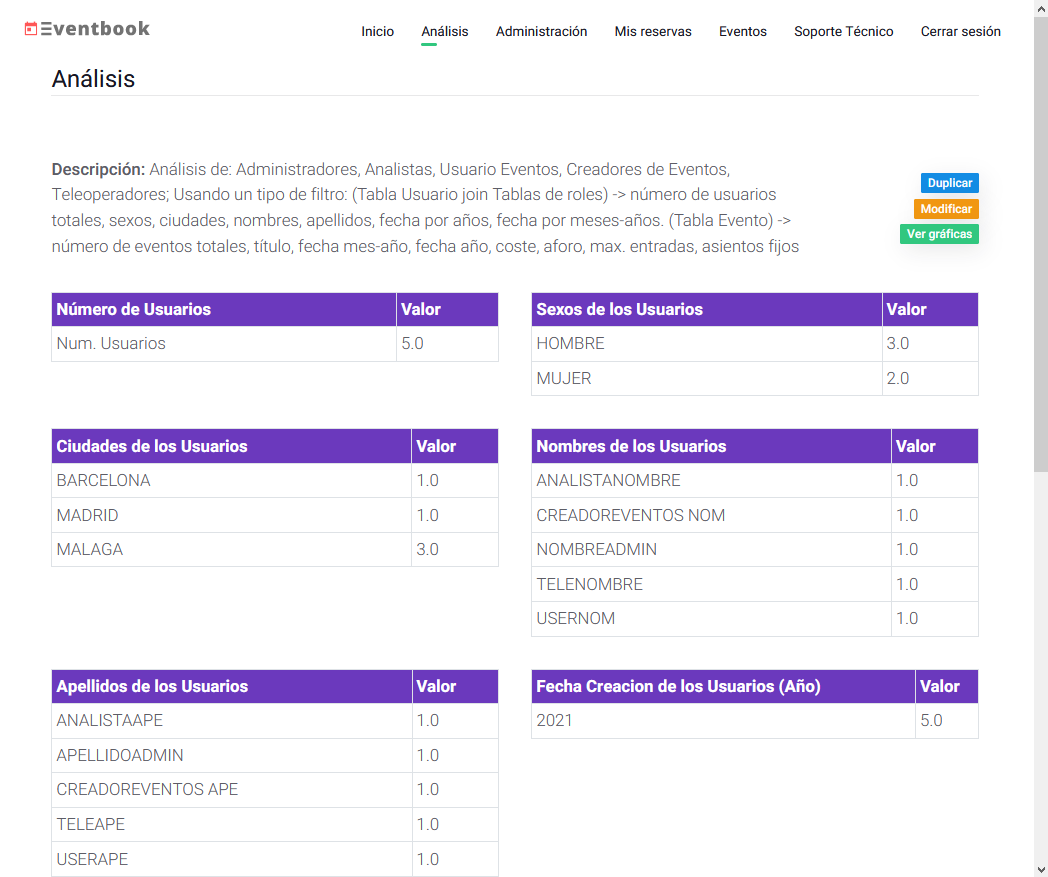 Eventbook
Inicio Análisis Administración Mis reservas Eventos Soporte Técnico Cerrar sesión
Análisis
Descripción: Análisis de: Administradores, Analistas, Usuario Eventos, Creadores de Eventos,
Teleoperadores; Usando un tipo de filtro: (Tabla Usuario join Tablas de roles) -> número de usuarios
totales, sexos, ciudades, nombres, apellidos, fecha por años, fecha por meses-años. (Tabla Evento) ->
número de eventos totales, título, fecha mes-año, fecha año, coste, aforo, max. entradas, asientos fijos
Duplicar
Modificar
Ver gráficas
Número de Usuarios Valor
Num. Usuarios 5.0
Sexos de los Usuarios Valor
HOMBRE 3.0
MUJER 2.0
Ciudades de los Usuarios Valor
BARCELONA 1.0
MADRID 1.0
MALAGA 3.0
Nombres de los Usuarios Valor
ANALISTANOMBRE 1.0
CREADOREVENTOS NOM 1.0
NOMBREADMIN 1.0
TELENOMBRE 1.0
USERNOM 1.0
Apellidos de los Usuarios Valor
ANALISTAAPE 1.0
APELLIDOADMIN 1.0
CREADOREVENTOS APE 1.0
TELEAPE 1.0
USERAPE 1.0
Fecha Creacion de los Usuarios (Año) Valor
2021 5.0